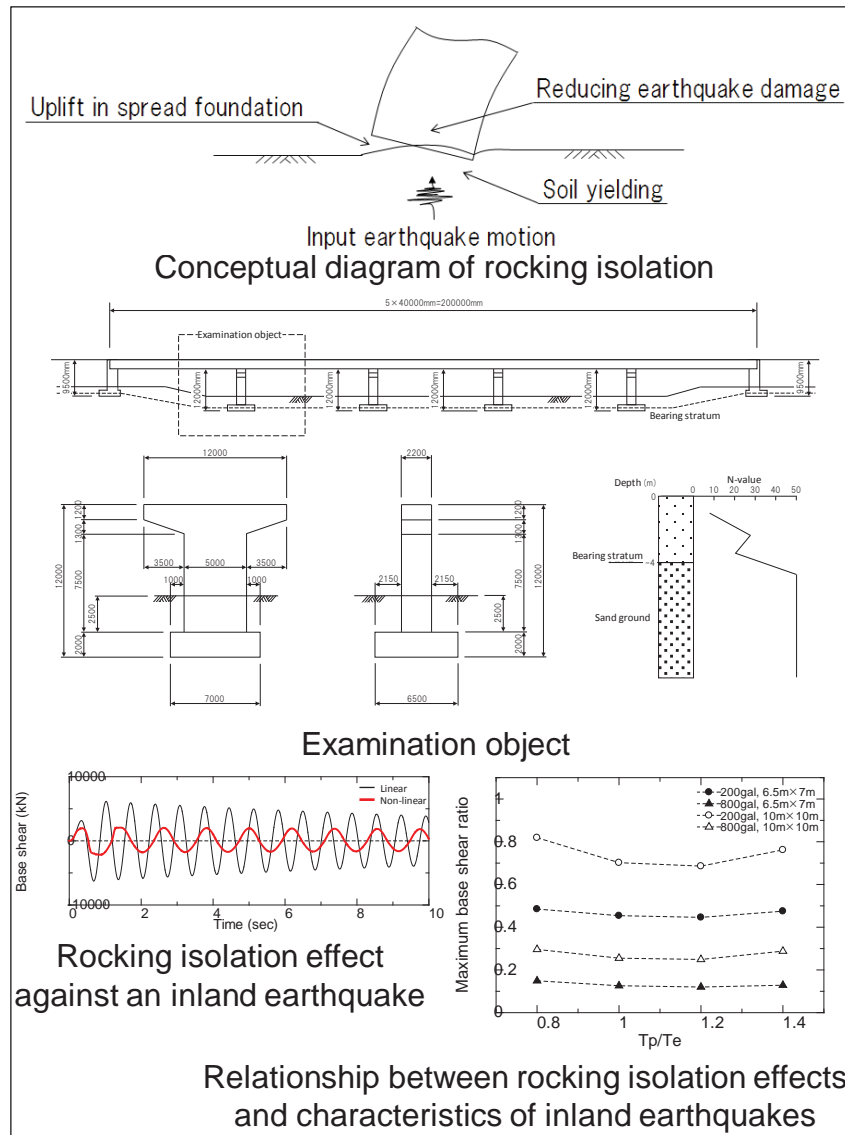 Uplift in spread foundation
Reducing earthquake damage
Soil yielding
Input earthquake motion
Conceptual diagram of rocking isolation
5×40000mm=200000mm
Examination object
9500mm
12000mm
12000mm
12000mm
12000mm
9500mm
Bearing stratum
12000
1200
1300
3500 5000 3500
1000 1000
12000
7500
2500
2000
7000
2200
1200
1300
2150 2150
7500
12000
2500
2000
6500
Depth (m)
N-value
0 10 20 30 40 50
0
Bearing stratum
-4
Sand ground
Examination object
10000
0
-10000
Base shear (kN)
Linear
Non-linear
0 2 4 6 8 10
Time (sec)
Rocking isolation effect
against an inland earthquake
200gal, 6.5m×7m
800gal, 6.5m×7m
200gal, 10m×10m
800gal, 10m×10m
1
0.8
0.6
0.4
0.2
0
Maximum base shear ratio
0.8 1 1.2 1.4
Tp/Te
Relationship between rocking isolation effects
and characteristics of inland earthquakes